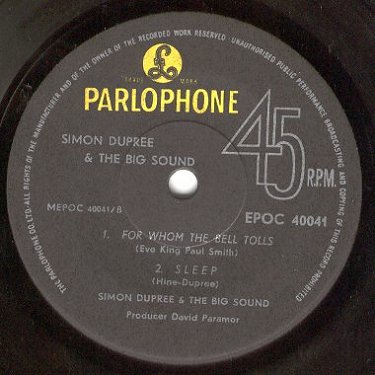 ALL RIGHTS OF THE MANUFACTURER AND OF THE OWNER OF THE RECORDED WORK RESERVED · UNAUTHORISED PUBLIC PERFORMANCE BROADCASTING AND COPYING OF THIS RECORD PROHIBITED
THE PARLOPHONE CO.LTD.
£
TRADE MARK
PARLOPHONE
45
R.P.M.
SIMON DUPREE
& THE BIG SOUND
MEPOC 40041/B
EPOC 40041
1. FOR WHOM THE BELL TOLLS
(Eve King Paul Smith)
2. SLEEP
(Hine-Dupree)
SIMON DUPREE & THE BIG SOUND
Producer David Paramor